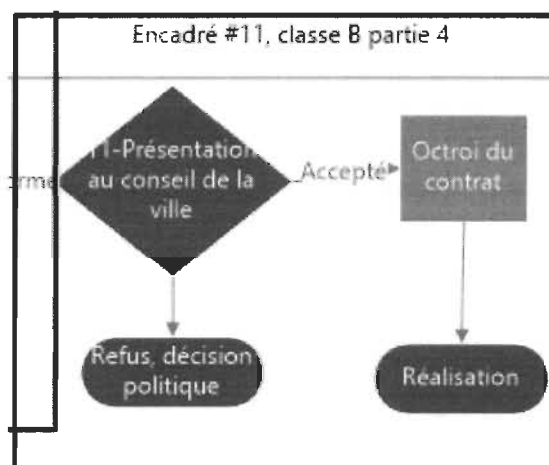 Encadré #11, classe B partie 4
11-Présentation
au conseil de la
ville
Accepté
Octroi du
contrat
Refus, décision
politique
Réalisation